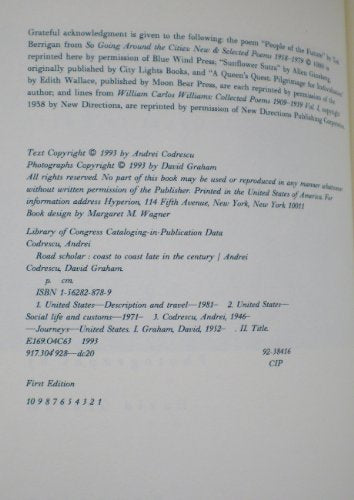 Grateful acknowledgment is given to the following: the poem "People of the Future" by Ted
Berrigan from So Going Around the Cities: New & Selected Poems 1958–1979 © 1980 is
reprinted here by permission of Blue Wind Press; "Sunflower Sutra" by Allen Ginsberg,
originally published by City Lights Books, and "A Queen's Quest: Pilgrimage for Individuation"
by Edith Wallace, published by Moon Bear Press, are each reprinted by permission of the
author; and lines from William Carlos Williams: Collected Poems 1909–1939 Vol. I, copyright
1938 by New Directions, are reprinted by permission of New Directions Publishing Corporation.
Text Copyright © 1993 by Andrei Codrescu
Photographs Copyright © 1993 by David Graham
All rights reserved. No part of this book may be used or reproduced in any manner whatsoever
without written permission of the Publisher. Printed in the United States of America. For
information address Hyperion, 114 Fifth Avenue, New York, New York 10011
Book design by Margaret M. Wagner
Library of Congress Cataloging-in-Publication Data
Codrescu, Andrei
Road scholar : coast to coast late in the century | Andrei
Codrescu, David Graham.
p. cm.
ISBN 1-56282-878-9
1. United States—Description and travel—1981– 2. United States—
Social life and customs—1971– 3. Codrescu, Andrei, 1946–
—Journeys—United States. I. Graham, David, 1952– . II. Title.
E169.O4C63 1993
917.304'928—dc20 92-38416
CIP
First Edition
10 9 8 7 6 5 4 3 2 1